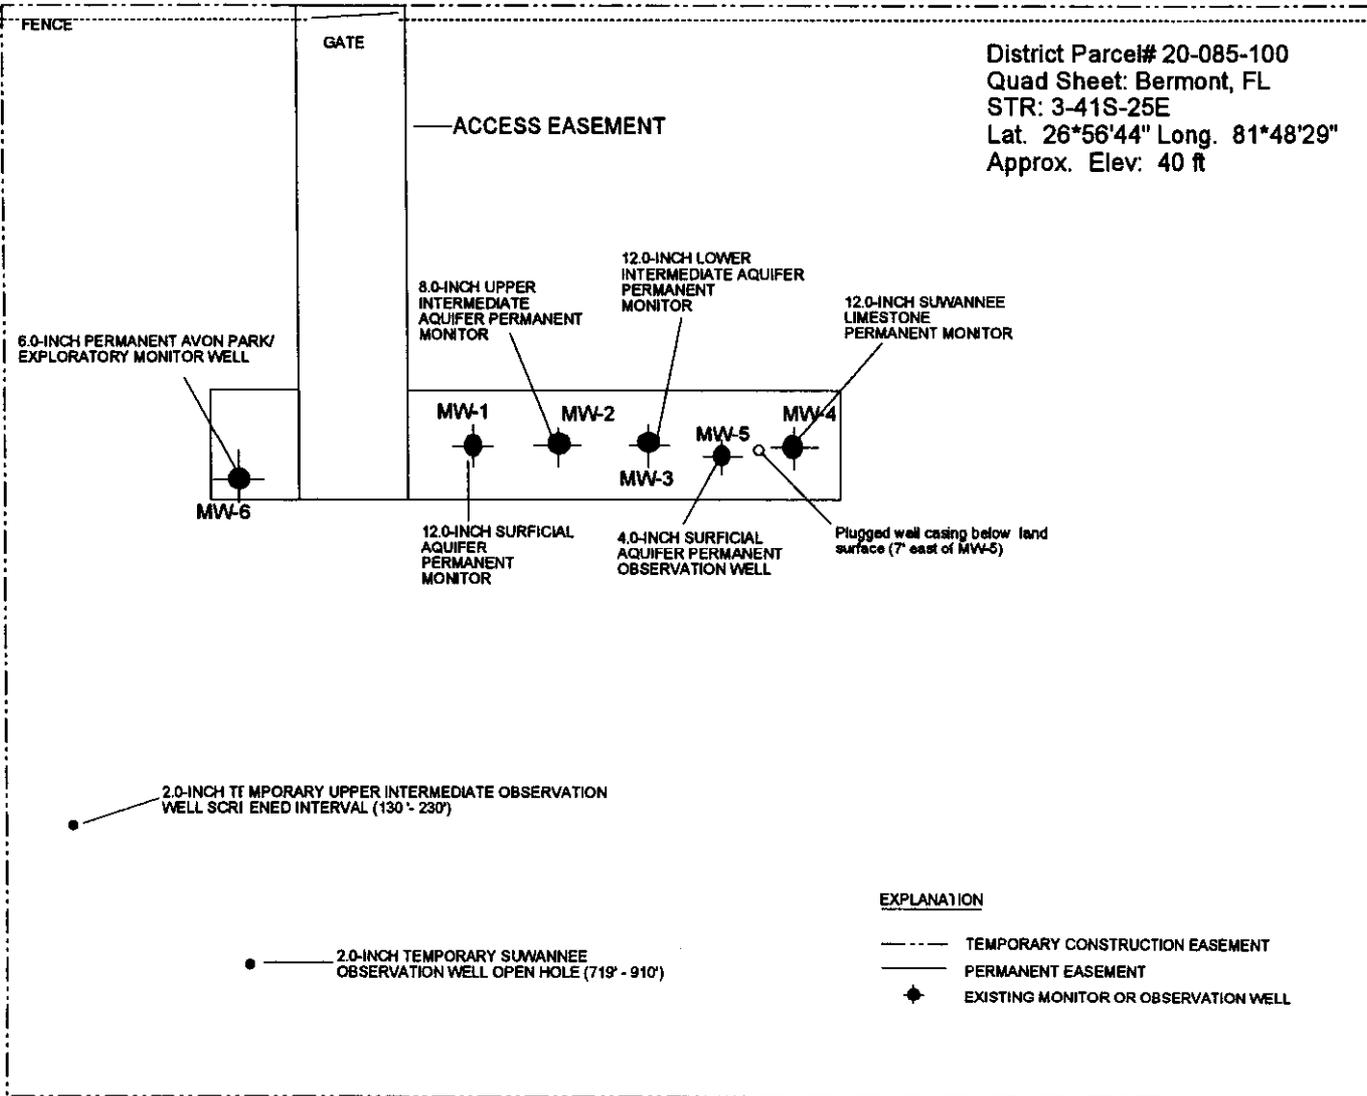 FENCE
GATE
District Parcel# 20-085-100
Quad Sheet: Bermont, FL
STR: 3-41S-25E
Lat. 26*56'44" Long. 81*48'29"
Approx. Elev: 40 ft
ACCESS EASEMENT
12.0-INCH LOWER
INTERMEDIATE AQUIFER
PERMANENT
MONITOR
8.0-INCH UPPER
INTERMEDIATE
AQUIFER PERMANENT
MONITOR
12.0-INCH SUWANNEE
LIMESTONE
PERMANENT MONITOR
6.0-INCH PERMANENT AVON PARK/
EXPLORATORY MONITOR WELL
MW-1
MW-2
MW-4
MW-5
MW-3
MW-6
12.0-INCH SURFICIAL
AQUIFER
PERMANENT
MONITOR
4.0-INCH SURFICIAL
AQUIFER PERMANENT
OBSERVATION WELL
Plugged well casing below land
surface (7' east of MW-5)
2.0-INCH TEMPORARY UPPER INTERMEDIATE OBSERVATION
WELL SCREENED INTERVAL (130'- 230')
2.0-INCH TEMPORARY SUWANNEE
OBSERVATION WELL OPEN HOLE (719' - 910')
EXPLANATION
TEMPORARY CONSTRUCTION EASEMENT
PERMANENT EASEMENT
EXISTING MONITOR OR OBSERVATION WELL